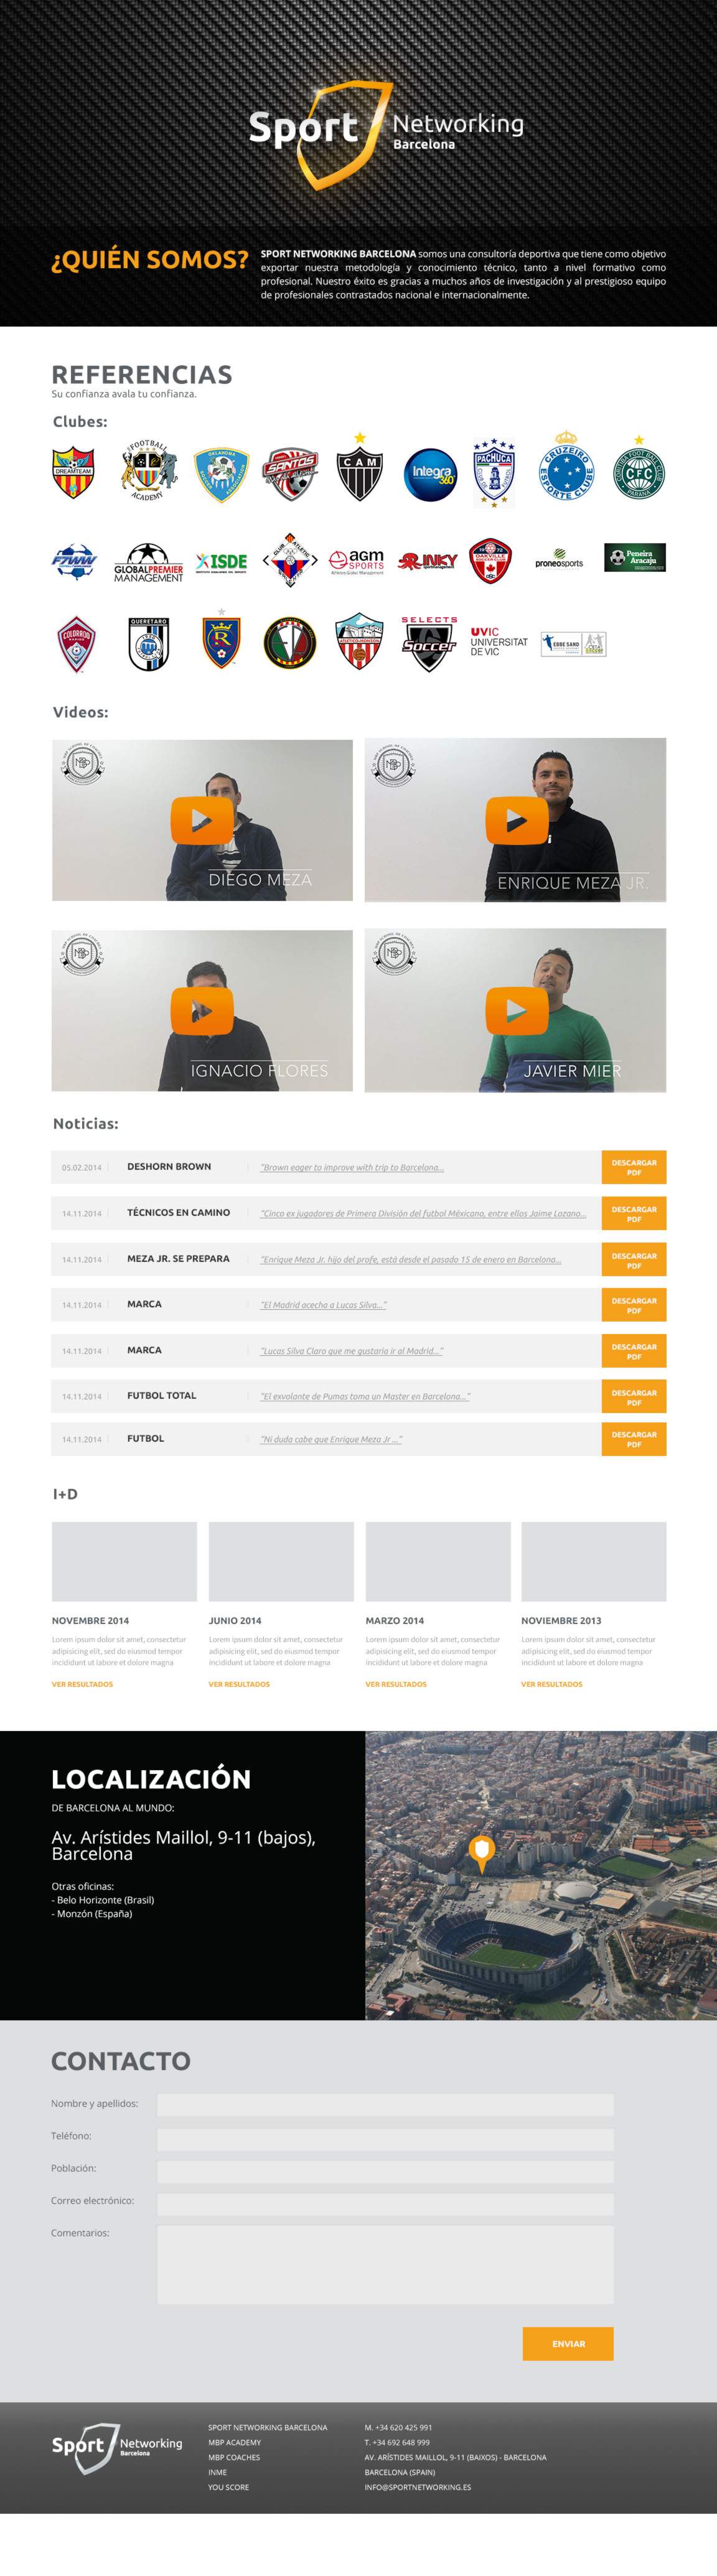 Sport Networking
Barcelona
¿QUIÉN SOMOS?
SPORT NETWORKING BARCELONA somos una consultoría deportiva que tiene como objetivo
exportar nuestra metodología y conocimiento técnico, tanto a nivel formativo como
profesional. Nuestro éxito es gracias a muchos años de investigación y al prestigioso equipo
de profesionales contrastados nacional e internacionalmente.
REFERENCIAS
Su confianza avala tu confianza.
Clubes:
DREAMTEAM
FOOTBALL
ACADEMY
OKLAHOMA
SANTOS
CAM
Integra
360
PACHUCA
CRUZEIRO
ESPORTE CLUBE
CFC
PARANÁ
F7WW
GLOBALPREMIER
MANAGEMENT
ISDE
CLUB ATLETIC
agm
SPORTS
INKY
OAKVILLE
proneosports
Peneira
Aracaju
COLORADO
RAPIDS
QUERETARO
R
ATLETICO MONZON
SELECTS
Soccer
UVIC
UNIVERSITAT
DE VIC
EBBE SAND
Videos:
DIEGO MEZA
ENRIQUE MEZA JR.
IGNACIO FLORES
JAVIER MIER
Noticias:
05.02.2014 DESHORN BROWN "Brown eager to improve with trip to Barcelona... DESCARGAR
PDF
14.11.2014 TÉCNICOS EN CAMINO "Cinco ex jugadores de Primera División del futbol Méxicano, entre ellos Jaime Lozano... DESCARGAR
PDF
14.11.2014 MEZA JR. SE PREPARA "Enrique Meza Jr. hijo del profe, está desde el pasado 15 de enero en Barcelona... DESCARGAR
PDF
14.11.2014 MARCA "El Madrid acecha a Lucas Silva..." DESCARGAR
PDF
14.11.2014 MARCA "Lucas Silva Claro que me gustaria ir al Madrid..." DESCARGAR
PDF
14.11.2014 FUTBOL TOTAL "El exvolante de Pumas toma un Master en Barcelona..." DESCARGAR
PDF
14.11.2014 FUTBOL "Ni duda cabe que Enrique Meza Jr ..." DESCARGAR
PDF
I+D
NOVEMBRE 2014
Lorem ipsum dolor sit amet, consectetur
adipisicing elit, sed do eiusmod tempor
incididunt ut labore et dolore magna
VER RESULTADOS
JUNIO 2014
Lorem ipsum dolor sit amet, consectetur
adipisicing elit, sed do eiusmod tempor
incididunt ut labore et dolore magna
VER RESULTADOS
MARZO 2014
Lorem ipsum dolor sit amet, consectetur
adipisicing elit, sed do eiusmod tempor
incididunt ut labore et dolore magna
VER RESULTADOS
NOVIEMBRE 2013
Lorem ipsum dolor sit amet, consectetur
adipisicing elit, sed do eiusmod tempor
incididunt ut labore et dolore magna
VER RESULTADOS
LOCALIZACIÓN
DE BARCELONA AL MUNDO:
Av. Arístides Maillol, 9-11 (bajos),
Barcelona
Otras oficinas:
- Belo Horizonte (Brasil)
- Monzón (España)
CONTACTO
Nombre y apellidos:
Teléfono:
Población:
Correo electrónico:
Comentarios:
ENVIAR
Sport Networking
Barcelona
SPORT NETWORKING BARCELONA
MBP ACADEMY
MBP COACHES
INME
YOU SCORE
M. +34 620 425 991
T. +34 692 648 999
AV. ARÍSTIDES MAILLOL, 9-11 (BAIXOS) - BARCELONA
BARCELONA (SPAIN)
INFO@SPORTNETWORKING.ES